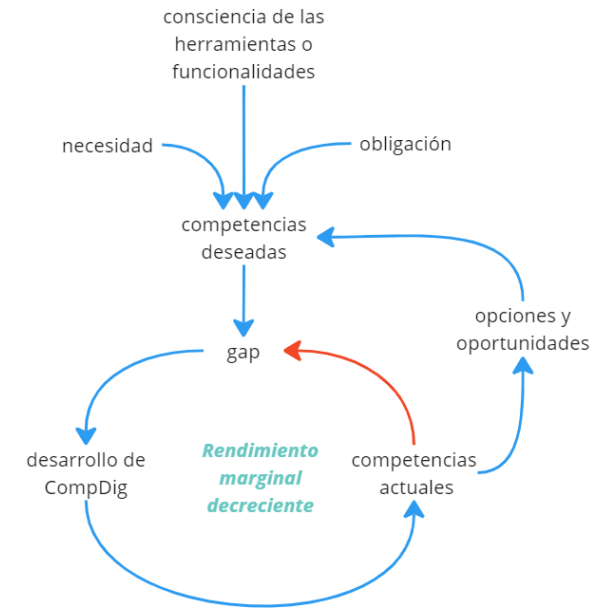 consciencia de las
herramientas o
funcionalidades
necesidad
obligación
competencias
deseadas
opciones y
oportunidades
gap
desarrollo de
CompDig
Rendimiento
marginal
decreciente
competencias
actuales